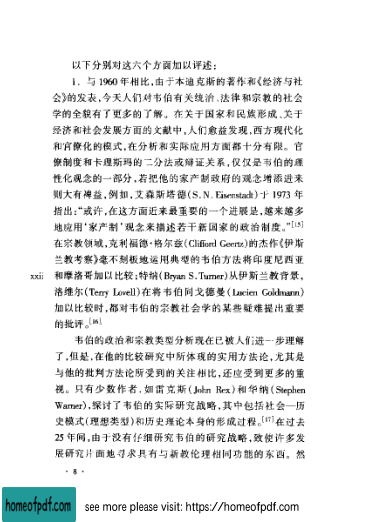 以下分别对这六个方面加以评述：
1. 与1960年相比,由于本迪克斯的著作和《经济与社
会》的发表,今天人们对韦伯有关统治、法律和宗教的社会
学的全貌有了更多的了解。在关于国家和民族形成、关于
经济和社会发展方面的文献中,人们愈益发现,西方现代化
和官僚化的模式,在分析和实际应用方面都十分有限。官
僚制度和卡理斯玛的二分法或辩证关系,仅仅是韦伯的理
性化观念的一部分,若把他的家产制政府的观念增添进来
则大有裨益,例如,艾森斯塔德(S. N. Eisenstadt)于 1973 年
指出:“或许,在这方面近来最重要的一个进展是,越来越多
地应用‘家产制’观念来描述若干新国家的政治制度。”[15]
在宗教领域,克利福德·格尔兹(Clifford Geertz)的杰作《伊斯
兰教考察》毫不刻板地运用典型的韦伯方法将印度尼西亚
xxii 和摩洛哥加以比较;特纳(Bryan S. Turner)从伊斯兰教背景,
洛维尔(Terry Lovell)在将韦伯同戈德曼(Lucien Goldmann)
加以比较时,都对韦伯的宗教社会学的某些疑难提出重要
的批评。[16]
韦伯的政治和宗教类型分析现在已被人们进一步理解
了,但是,在他的比较研究中所体现的实用方法论,尤其是
与他的批判方法论所受到的关注相比,还应受到更多的重
视。只有少数作者,如雷克斯(John Rex)和华纳(Stephen
Warner),探讨了韦伯的实际研究战略,其中包括社会—历
史模式(理想类型)和历史理论本身的形成过程。[17]在过去
25年间,由于没有仔细研究韦伯的研究战略,致使许多发
展研究片面地寻求具有与新教伦理相同功能的东西。然
· 8 ·
homeofpdf.com see more please visit: https://homeofpdf.com